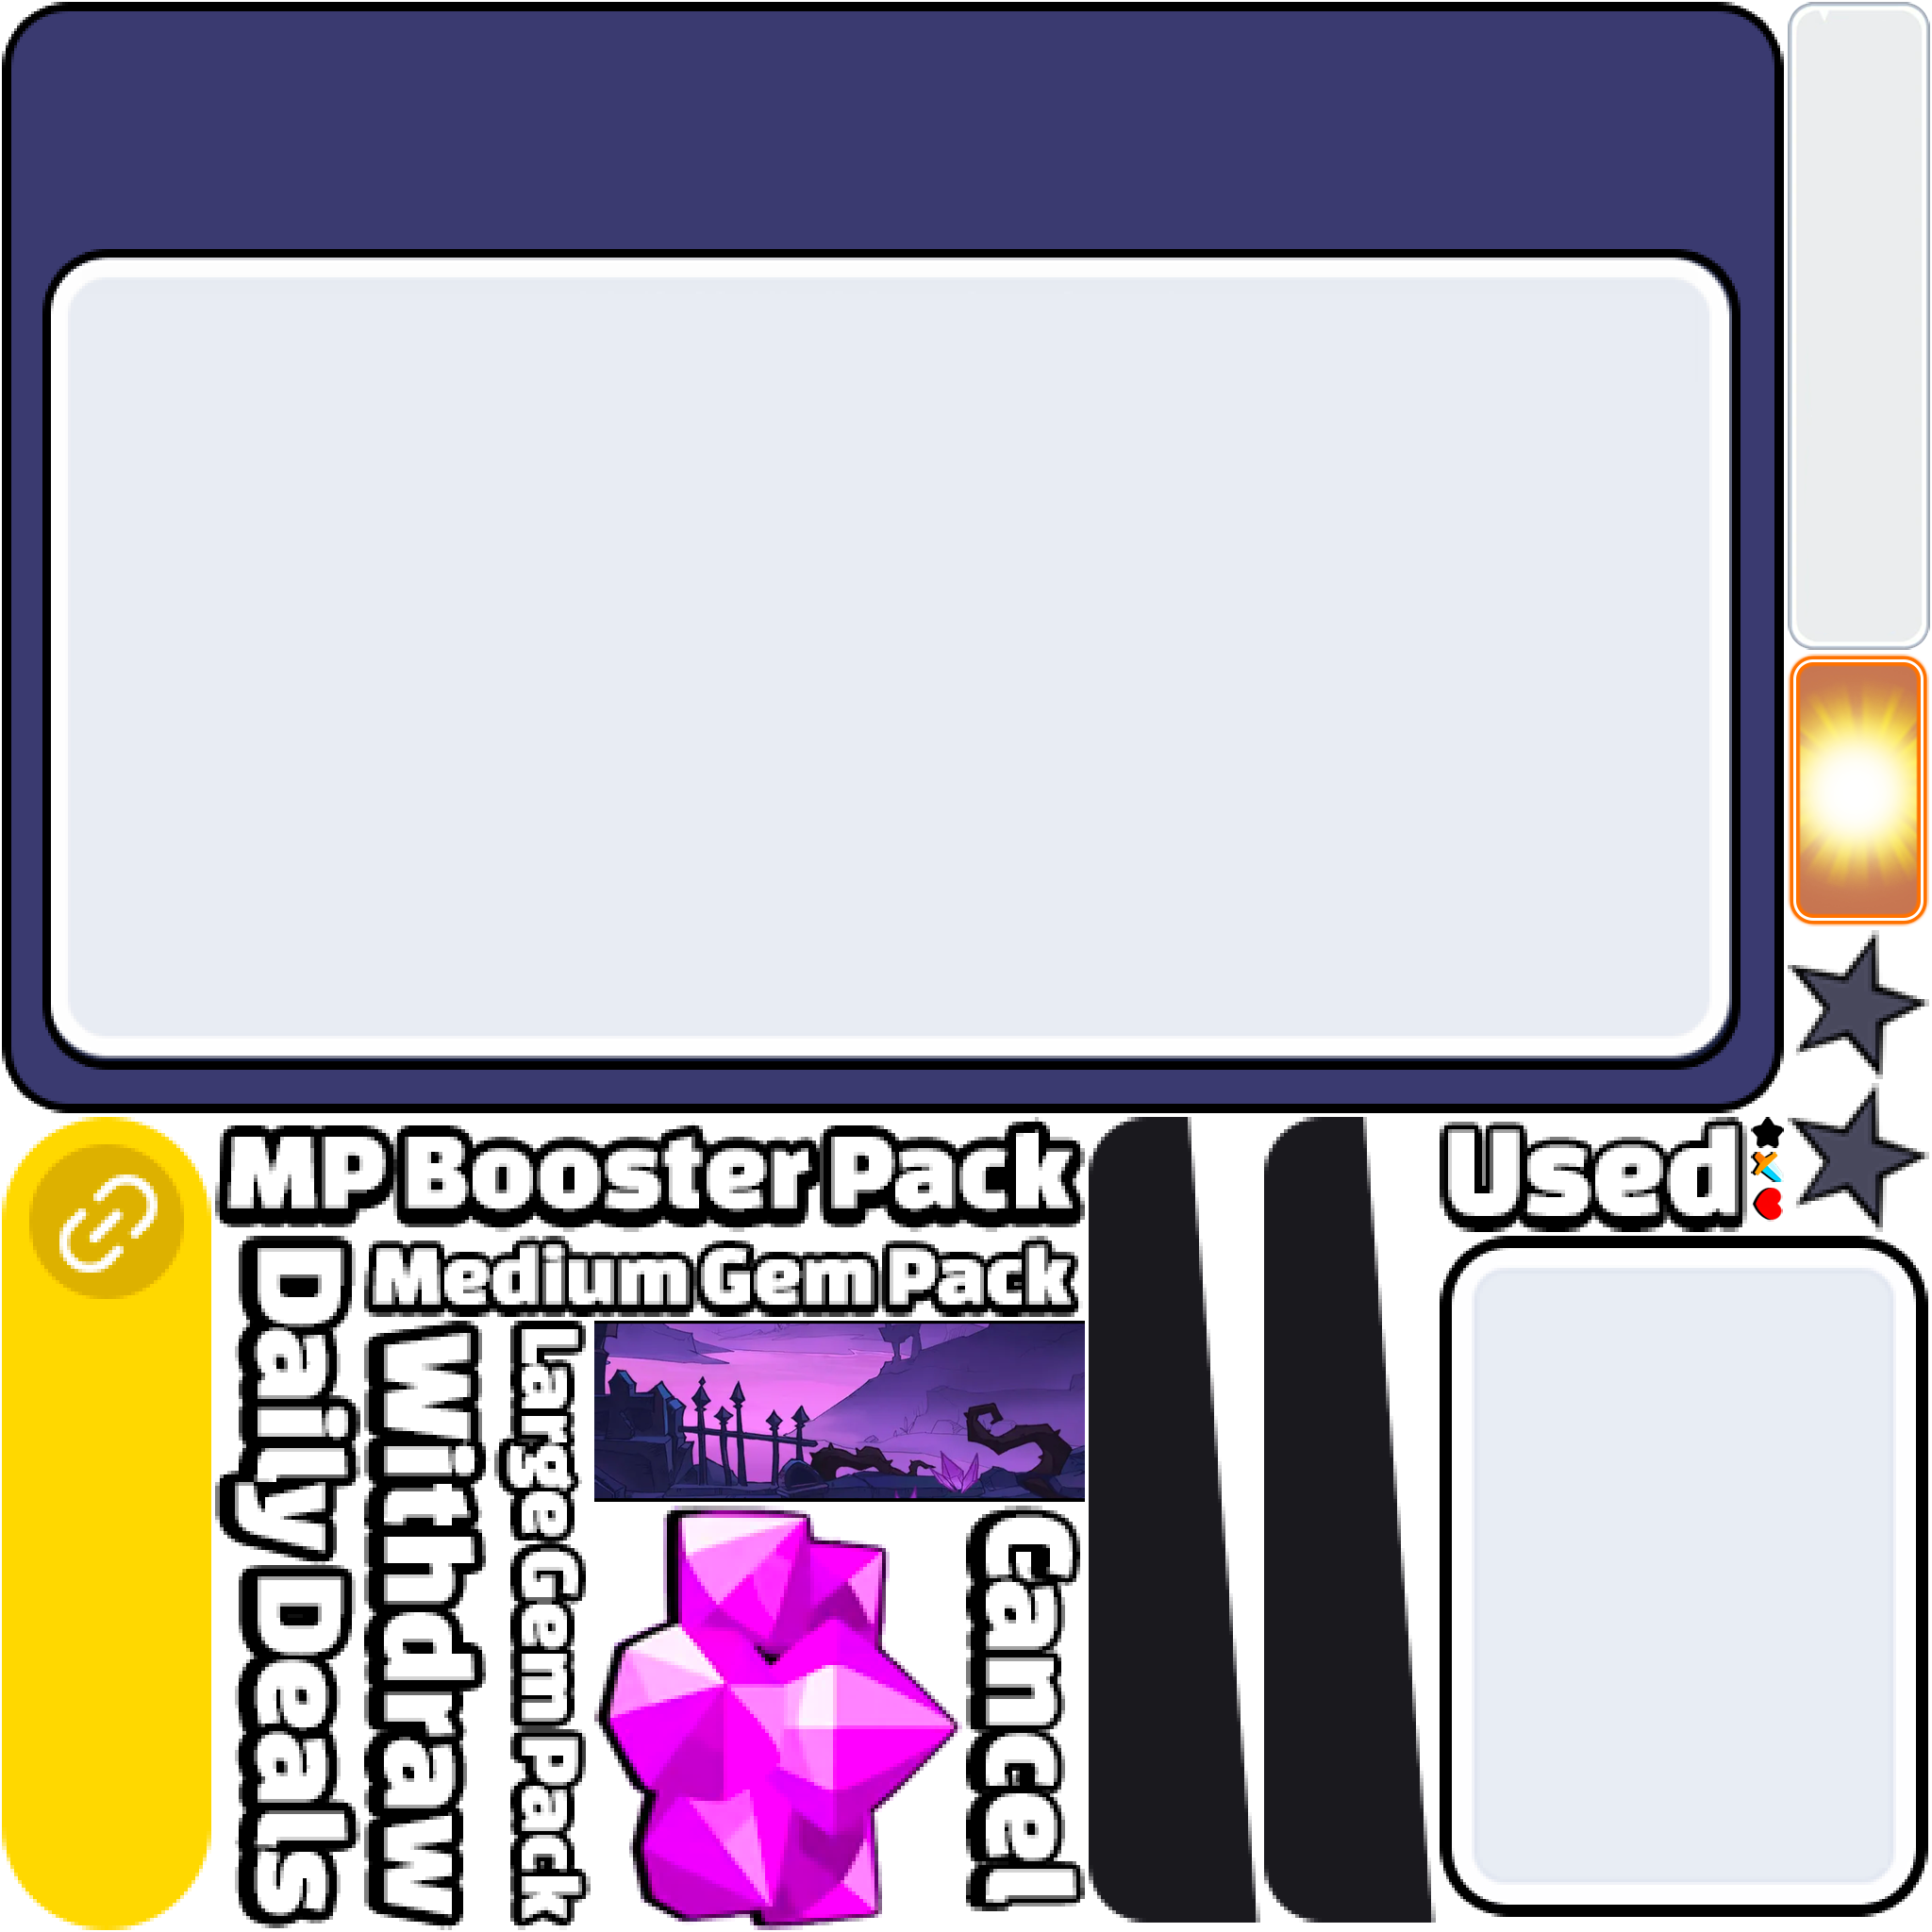 MP Booster Pack
Used
Medium Gem Pack
Daily Deals
Withdraw
Large Gem Pack
Cancel